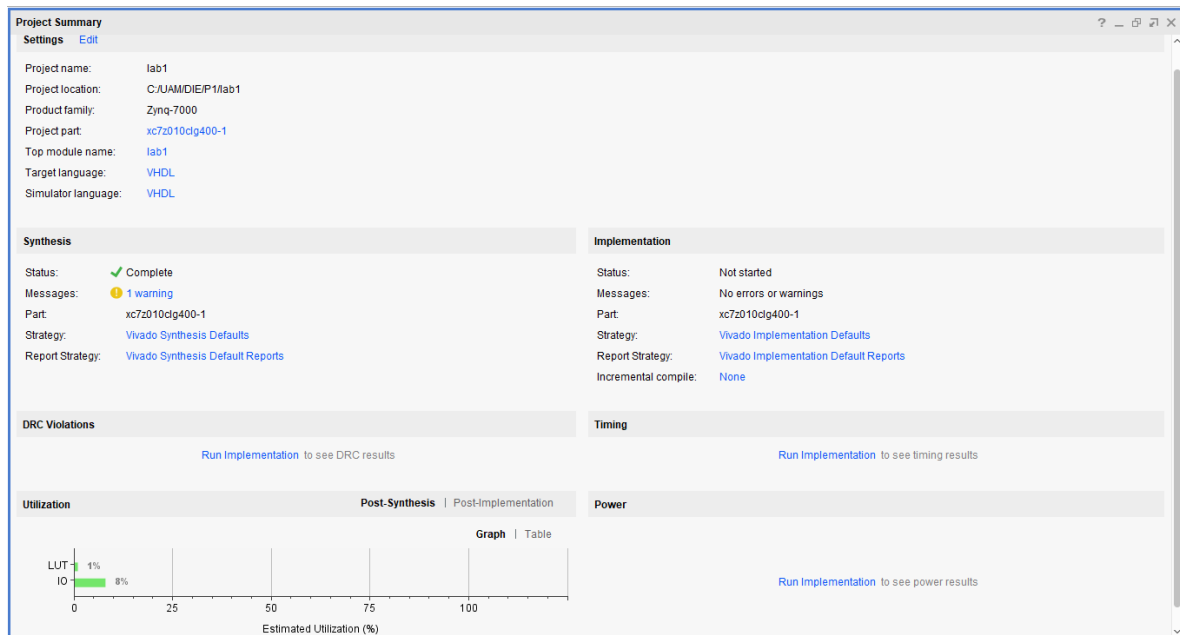 Project Summary
Settings Edit
Project name: lab1
Project location: C:/UAM/DIE/P1/lab1
Product family: Zynq-7000
Project part: xc7z010clg400-1
Top module name: lab1
Target language: VHDL
Simulator language: VHDL
Synthesis
Status: Complete
Messages: 1 warning
Part: xc7z010clg400-1
Strategy: Vivado Synthesis Defaults
Report Strategy: Vivado Synthesis Default Reports
Implementation
Status: Not started
Messages: No errors or warnings
Part: xc7z010clg400-1
Strategy: Vivado Implementation Defaults
Report Strategy: Vivado Implementation Default Reports
Incremental compile: None
DRC Violations
Run Implementation to see DRC results
Timing
Run Implementation to see timing results
Utilization Post-Synthesis | Post-Implementation
Graph | Table
LUT 1%
IO 8%
0 25 50 75 100
Estimated Utilization (%)
Power
Run Implementation to see power results